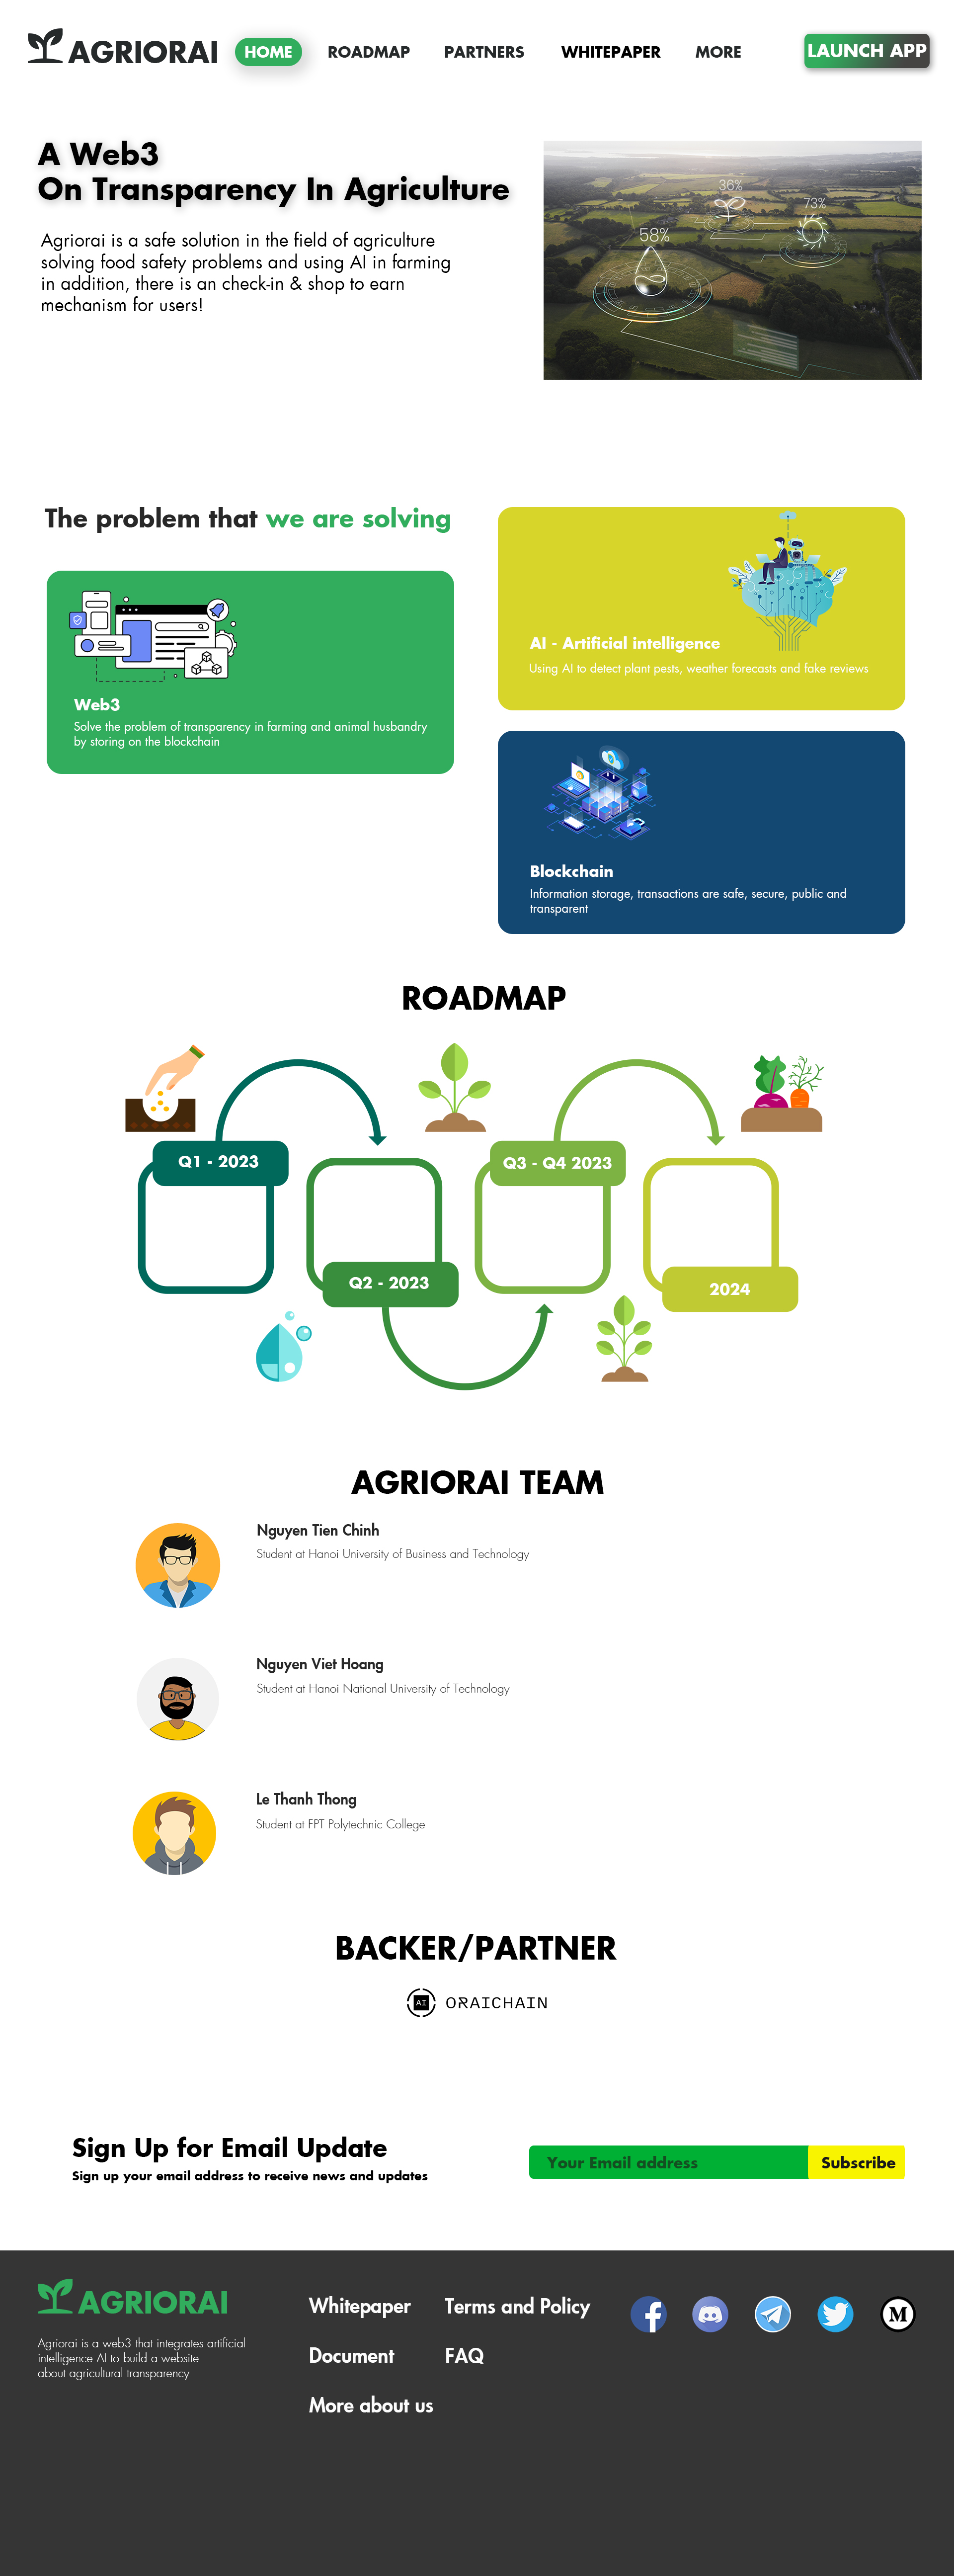 AGRIORAI
HOME
ROADMAP
PARTNERS
WHITEPAPER
MORE
LAUNCH APP
A Web3
On Transparency In Agriculture
Agriorai is a safe solution in the field of agriculture
solving food safety problems and using AI in farming
in addition, there is an check-in & shop to earn
mechanism for users!
36%
73%
58%
The problem that we are solving
Web3
Solve the problem of transparency in farming and animal husbandry
by storing on the blockchain
AI - Artificial intelligence
Using AI to detect plant pests, weather forecasts and fake reviews
Blockchain
Information storage, transactions are safe, secure, public and
transparent
ROADMAP
Q1 - 2023
Q2 - 2023
Q3 - Q4 2023
2024
AGRIORAI TEAM
Nguyen Tien Chinh
Student at Hanoi University of Business and Technology
Nguyen Viet Hoang
Student at Hanoi National University of Technology
Le Thanh Thong
Student at FPT Polytechnic College
BACKER/PARTNER
AI ORAICHAIN
Sign Up for Email Update
Sign up your email address to receive news and updates
Your Email address
Subscribe
AGRIORAI
Agriorai is a web3 that integrates artificial
intelligence AI to build a website
about agricultural transparency
Whitepaper
Document
More about us
Terms and Policy
FAQ
M